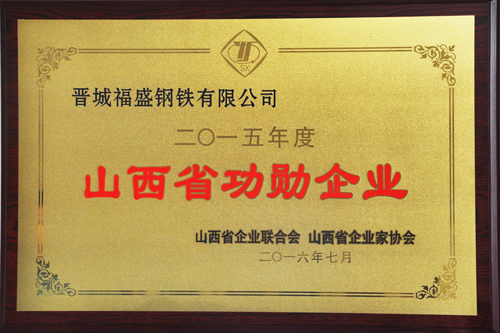 SX
晋城福盛钢铁有限公司
二〇一五年度
山西省功勋企业
山西省企业联合会 山西省企业家协会
二〇一六年七月